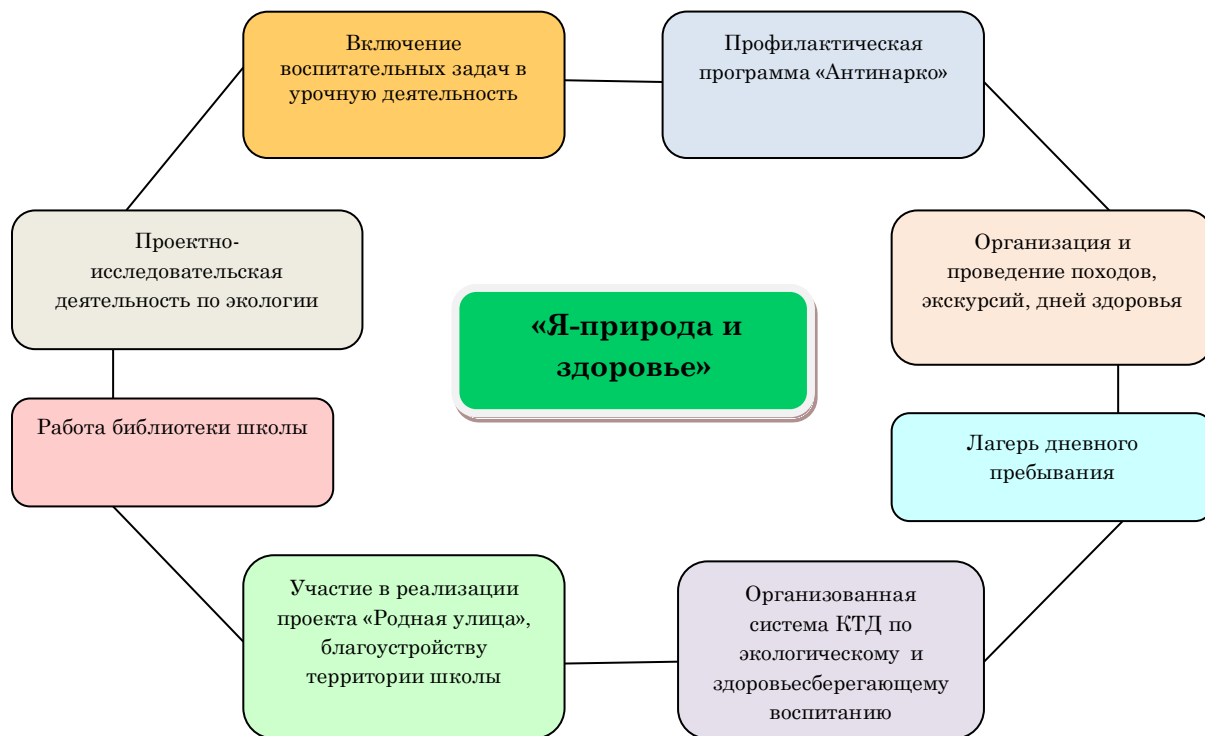 Включение
воспитательных задач в
урочную деятельность
Профилактическая
программа «Антинарко»
Проектно-
исследовательская
деятельность по экологии
Организация и
проведение походов,
экскурсий, дней здоровья
«Я-природа и
здоровье»
Работа библиотеки школы
Лагерь дневного
пребывания
Участие в реализации
проекта «Родная улица»,
благоустройству
территории школы
Организованная
система КТД по
экологическому и
здоровьесберегающему
воспитанию